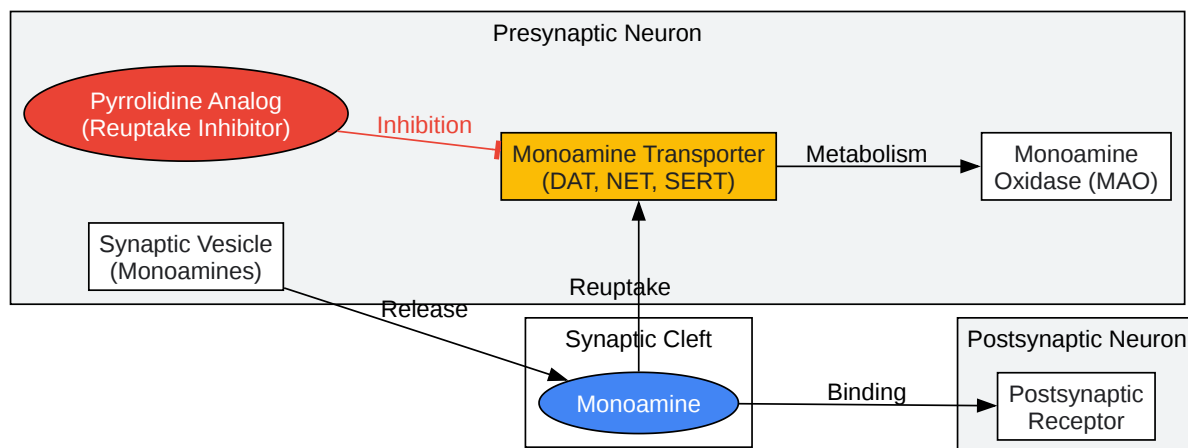 Presynaptic Neuron
Pyrrolidine Analog
(Reuptake Inhibitor)
Inhibition
Monoamine Transporter
(DAT, NET, SERT)
Metabolism
Monoamine
Oxidase (MAO)
Synaptic Vesicle
(Monoamines)
Release
Reuptake
Synaptic Cleft
Monoamine
Binding
Postsynaptic Neuron
Postsynaptic
Receptor